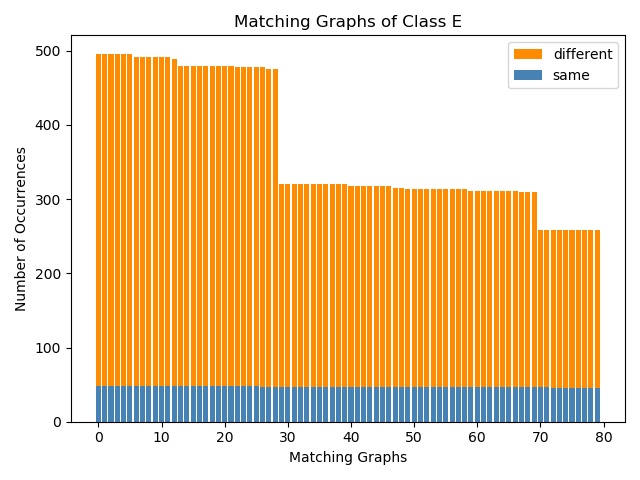 Matching Graphs of Class E
different
same
Number of Occurrences
500
400
300
200
100
0
0 10 20 30 40 50 60 70 80
Matching Graphs